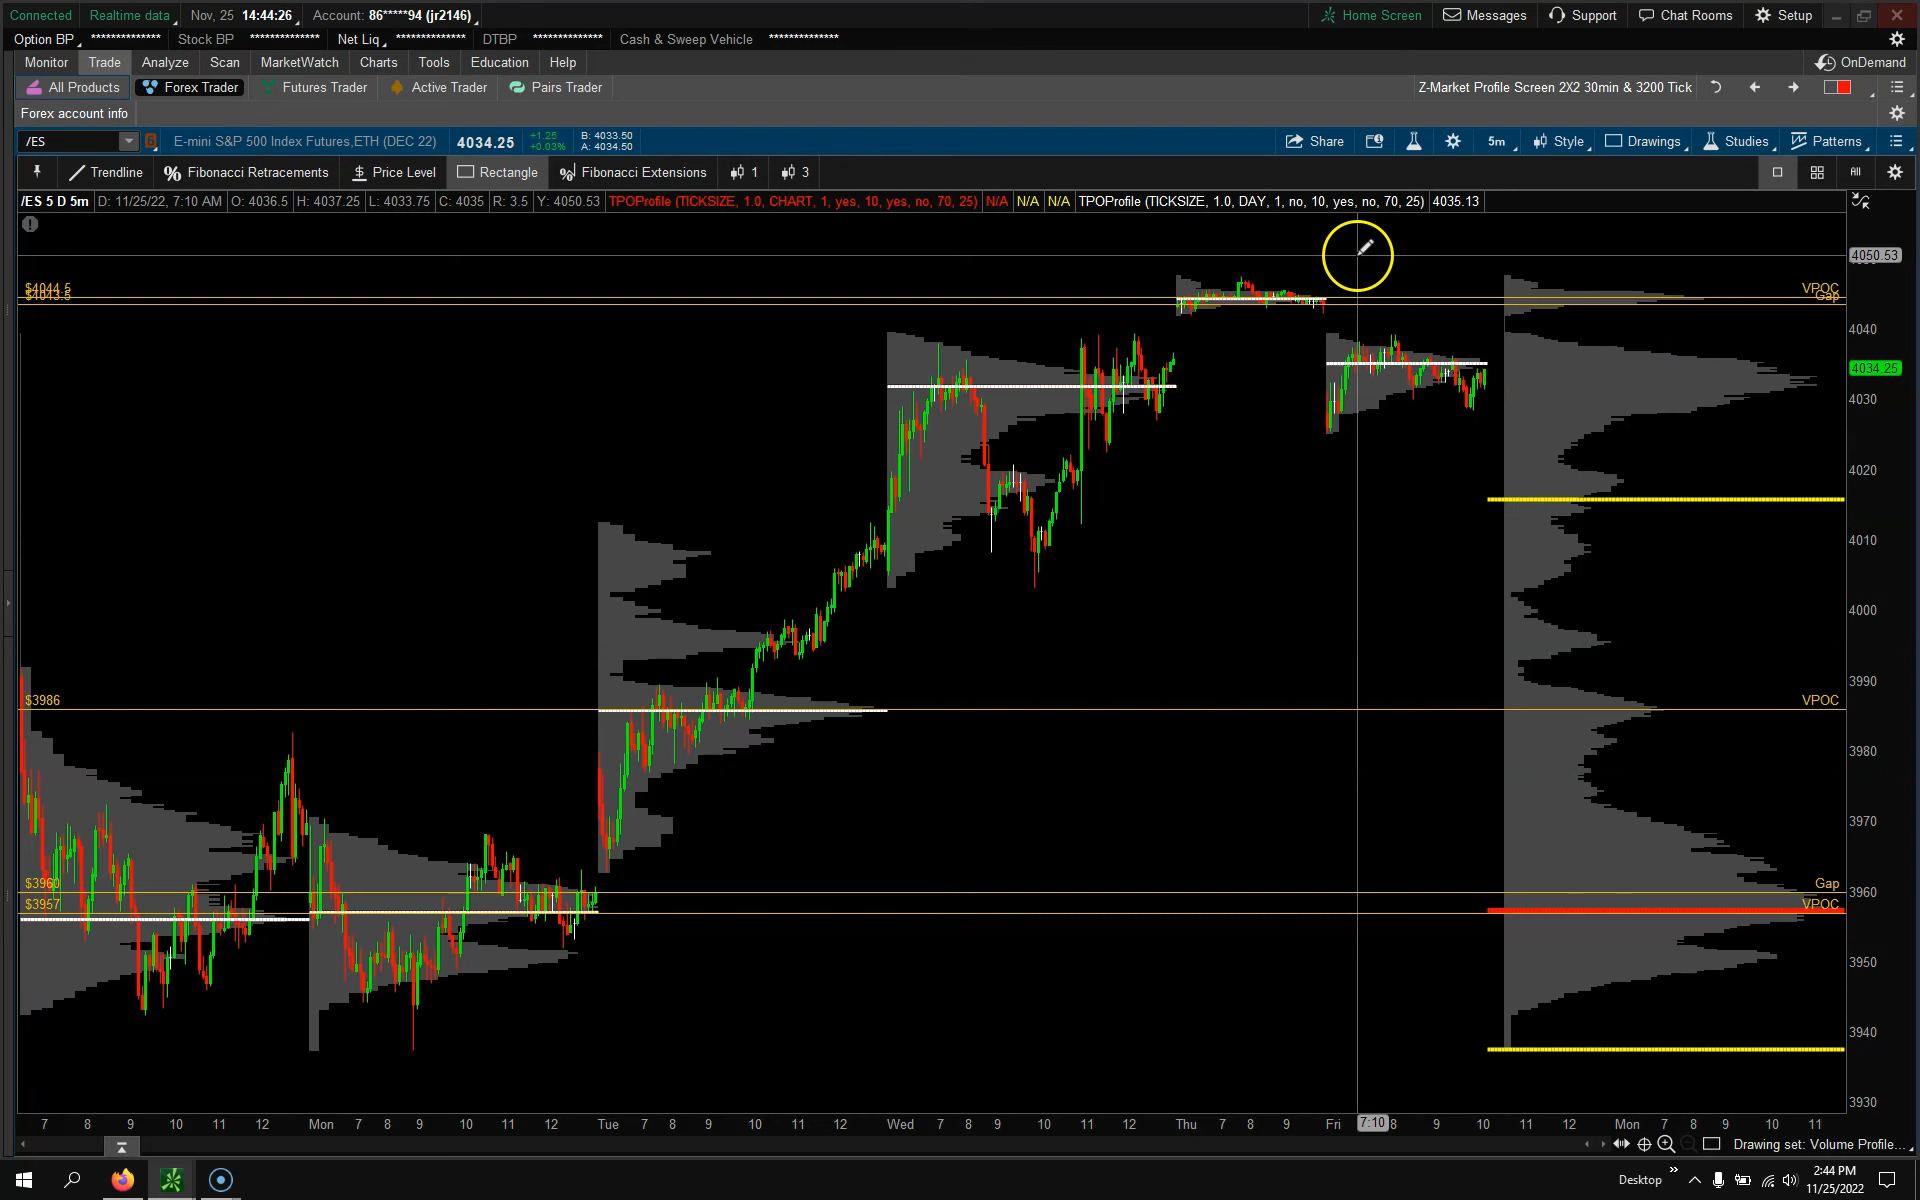 Connected Realtime data Nov, 25 14:44:26 Account: 86*****94 (jr2146) Home Screen Messages Support Chat Rooms Setup
Option BP ************** Stock BP ************** Net Liq ************** DTBP ************** Cash & Sweep Vehicle **************
Monitor Trade Analyze Scan MarketWatch Charts Tools Education Help OnDemand
All Products Forex Trader Futures Trader Active Trader Pairs Trader Z-Market Profile Screen 2X2 30min & 3200 Tick
Forex account info
/ES 6 E-mini S&P 500 Index Futures,ETH (DEC 22) 4034.25 +1.25 +0.03% B: 4033.50 A: 4034.50 Share 5m Style Drawings Studies Patterns
Trendline Fibonacci Retracements $ Price Level Rectangle Fibonacci Extensions 1 3 All
/ES 5 D 5m D: 11/25/22, 7:10 AM O: 4036.5 H: 4037.25 L: 4033.75 C: 4035 R: 3.5 Y: 4050.53 TPOProfile (TICKSIZE, 1.0, CHART, 1, yes, 10, yes, no, 70, 25) N/A N/A N/A TPOProfile (TICKSIZE, 1.0, DAY, 1, no, 10, yes, no, 70, 25) 4035.13
4050.53
$4044.5 VPOC
$4043.5 Gap
4040
4034.25
4030
4020
4010
4000
3990
$3986 VPOC
3980
3970
$3960 Gap
3960
$3957 VPOC
3950
3940
3930
7 8 9 10 11 12 Mon 7 8 9 10 11 12 Tue 7 8 9 10 11 12 Wed 7 8 9 10 11 12 Thu 7 8 9 Fri 7:10 8 9 10 11 12 Mon 7 8 9 10 11
Drawing set: Volume Profile...
Desktop 2:44 PM
11/25/2022